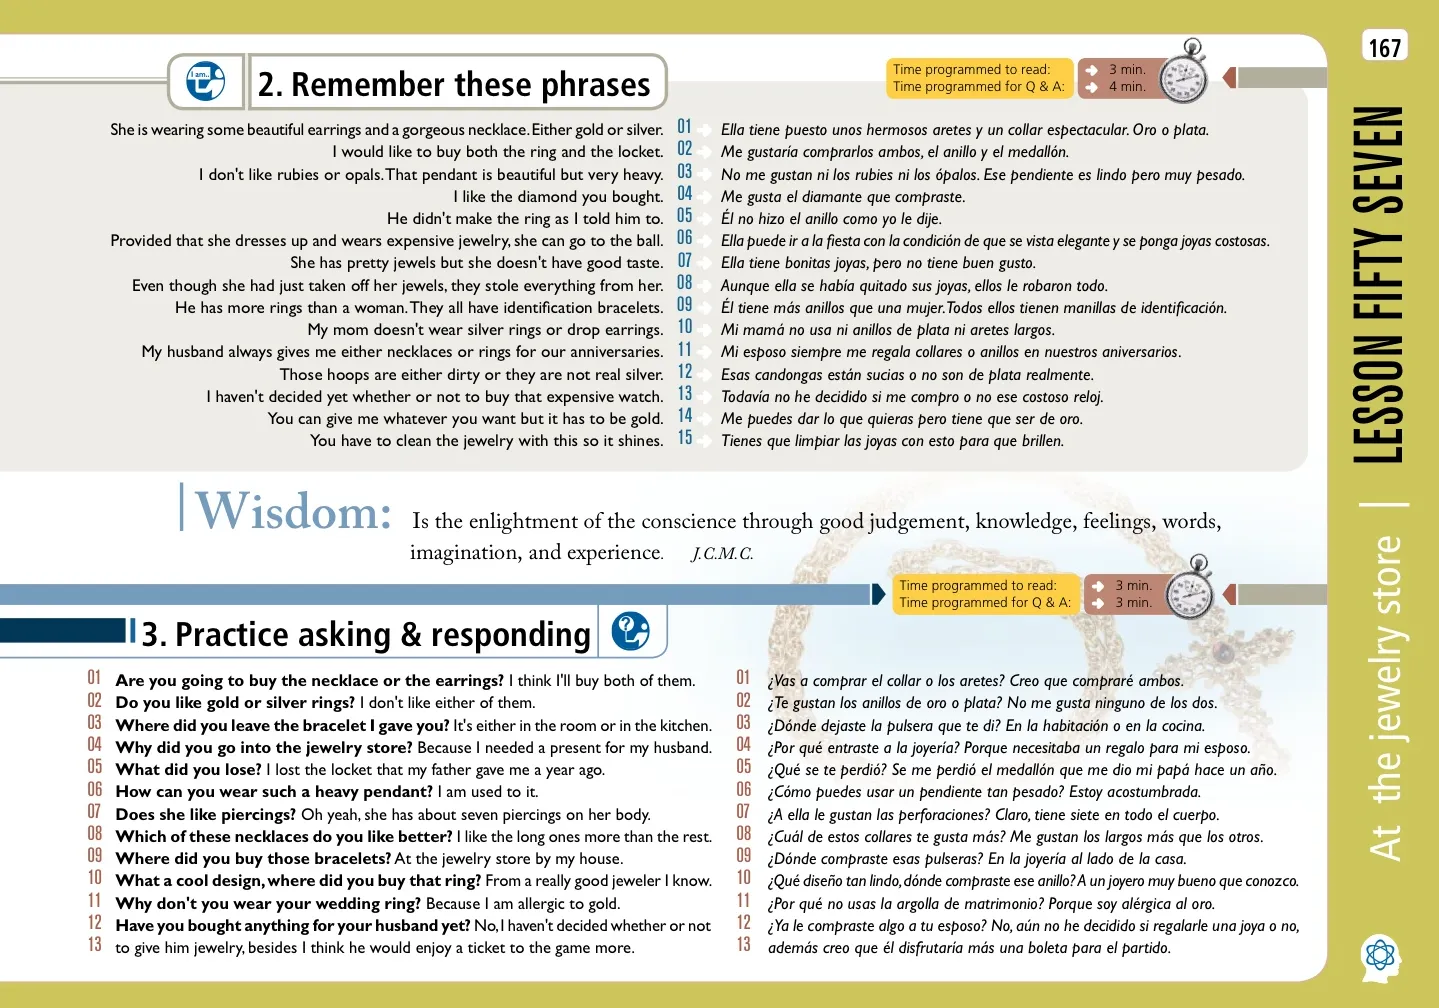 167
2. Remember these phrases
I am..
Time programmed to read: 3 min.
Time programmed for Q & A: 4 min.
She is wearing some beautiful earrings and a gorgeous necklace. Either gold or silver. 01 Ella tiene puesto unos hermosos aretes y un collar espectacular. Oro o plata.
I would like to buy both the ring and the locket. 02 Me gustaría comprarlos ambos, el anillo y el medallón.
I don't like rubies or opals. That pendant is beautiful but very heavy. 03 No me gustan ni los rubies ni los ópalos. Ese pendiente es lindo pero muy pesado.
I like the diamond you bought. 04 Me gusta el diamante que compraste.
He didn't make the ring as I told him to. 05 Él no hizo el anillo como yo le dije.
Provided that she dresses up and wears expensive jewelry, she can go to the ball. 06 Ella puede ir a la fiesta con la condición de que se vista elegante y se ponga joyas costosas.
She has pretty jewels but she doesn't have good taste. 07 Ella tiene bonitas joyas, pero no tiene buen gusto.
Even though she had just taken off her jewels, they stole everything from her. 08 Aunque ella se había quitado sus joyas, ellos le robaron todo.
He has more rings than a woman. They all have identification bracelets. 09 Él tiene más anillos que una mujer. Todos ellos tienen manillas de identificación.
My mom doesn't wear silver rings or drop earrings. 10 Mi mamá no usa ni anillos de plata ni aretes largos.
My husband always gives me either necklaces or rings for our anniversaries. 11 Mi esposo siempre me regala collares o anillos en nuestros aniversarios.
Those hoops are either dirty or they are not real silver. 12 Esas candongas están sucias o no son de plata realmente.
I haven't decided yet whether or not to buy that expensive watch. 13 Todavía no he decidido si me compro o no ese costoso reloj.
You can give me whatever you want but it has to be gold. 14 Me puedes dar lo que quieras pero tiene que ser de oro.
You have to clean the jewelry with this so it shines. 15 Tienes que limpiar las joyas con esto para que brillen.
Wisdom: Is the enlightment of the conscience through good judgement, knowledge, feelings, words,
imagination, and experience. J.C.M.C.
Time programmed to read: 3 min.
Time programmed for Q & A: 3 min.
3. Practice asking & responding
?
01 Are you going to buy the necklace or the earrings? I think I'll buy both of them.
02 Do you like gold or silver rings? I don't like either of them.
03 Where did you leave the bracelet I gave you? It's either in the room or in the kitchen.
04 Why did you go into the jewelry store? Because I needed a present for my husband.
05 What did you lose? I lost the locket that my father gave me a year ago.
06 How can you wear such a heavy pendant? I am used to it.
07 Does she like piercings? Oh yeah, she has about seven piercings on her body.
08 Which of these necklaces do you like better? I like the long ones more than the rest.
09 Where did you buy those bracelets? At the jewelry store by my house.
10 What a cool design, where did you buy that ring? From a really good jeweler I know.
11 Why don't you wear your wedding ring? Because I am allergic to gold.
12 Have you bought anything for your husband yet? No, I haven't decided whether or not
13 to give him jewelry, besides I think he would enjoy a ticket to the game more.
01 ¿Vas a comprar el collar o los aretes? Creo que compraré ambos.
02 ¿Te gustan los anillos de oro o plata? No me gusta ninguno de los dos.
03 ¿Dónde dejaste la pulsera que te di? En la habitación o en la cocina.
04 ¿Por qué entraste a la joyería? Porque necesitaba un regalo para mi esposo.
05 ¿Qué se te perdió? Se me perdió el medallón que me dio mi papá hace un año.
06 ¿Cómo puedes usar un pendiente tan pesado? Estoy acostumbrada.
07 ¿A ella le gustan las perforaciones? Claro, tiene siete en todo el cuerpo.
08 ¿Cuál de estos collares te gusta más? Me gustan los largos más que los otros.
09 ¿Dónde compraste esas pulseras? En la joyería al lado de la casa.
10 ¿Qué diseño tan lindo, dónde compraste ese anillo? A un joyero muy bueno que conozco.
11 ¿Por qué no usas la argolla de matrimonio? Porque soy alérgica al oro.
12 ¿Ya le compraste algo a tu esposo? No, aún no he decidido si regalarle una joya o no,
13 además creo que él disfrutaría más una boleta para el partido.
LESSON FIFTY SEVEN
At the jewelry store